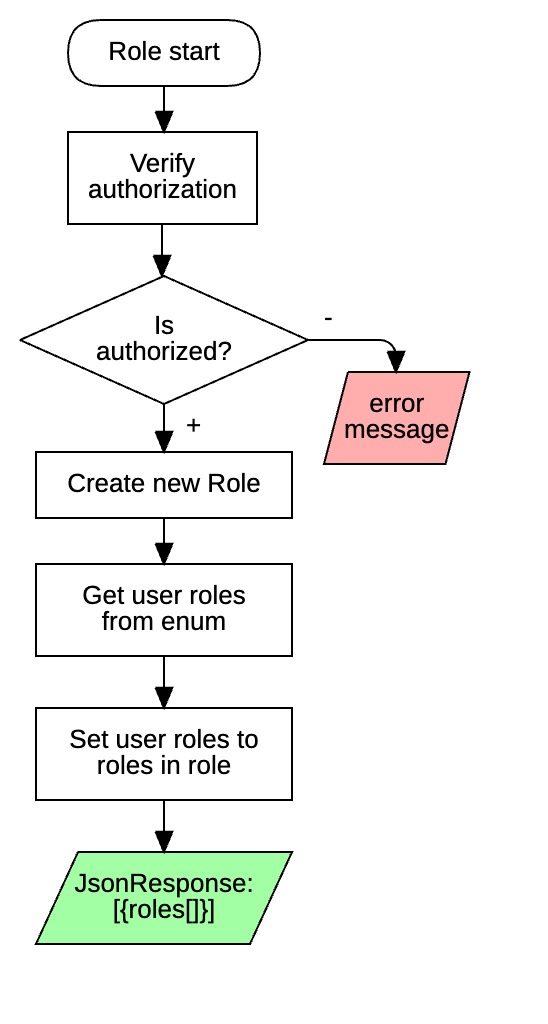 Role start
Verify
authorization
Is
authorized?
-
error
message
+
Create new Role
Get user roles
from enum
Set user roles to
roles in role
JsonResponse:
[{roles[]}]